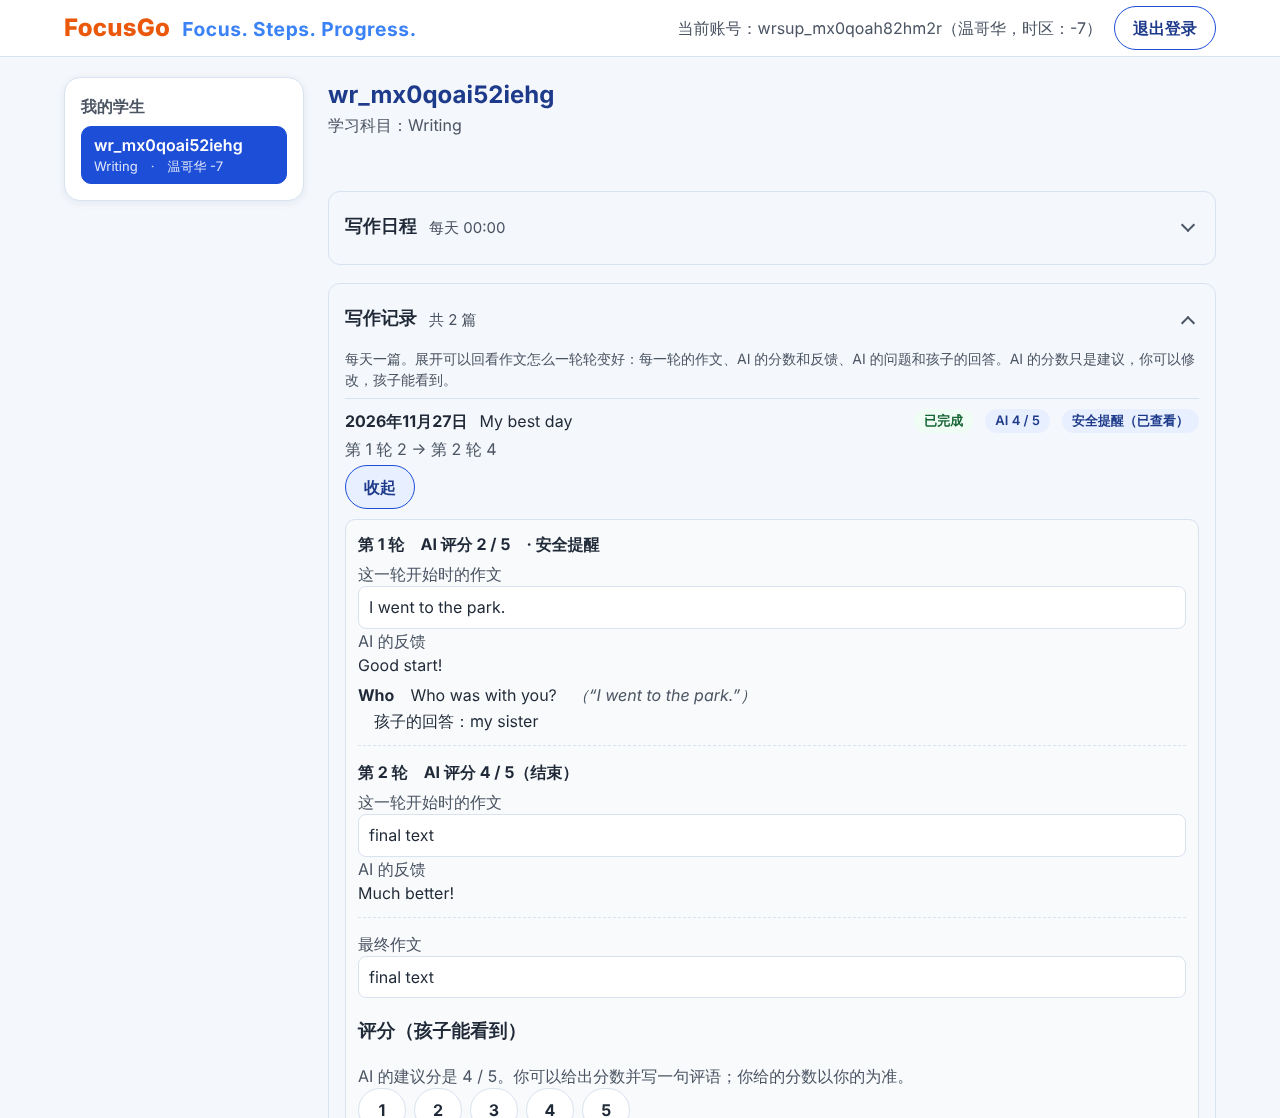 FocusGo Focus. Steps. Progress.
当前账号：wrsup_mx0qoah82hm2r（温哥华，时区：-7）
退出登录
我的学生
wr_mx0qoai52iehg
Writing · 温哥华 -7
wr_mx0qoai52iehg
学习科目：Writing
写作日程 每天 00:00
写作记录 共 2 篇
每天一篇。展开可以回看作文怎么一轮轮变好：每一轮的作文、AI 的分数和反馈、AI 的问题和孩子的回答。AI 的分数只是建议，你可以修
改，孩子能看到。
2026年11月27日 My best day 已完成 AI 4 / 5 安全提醒（已查看）
第 1 轮 2 → 第 2 轮 4
收起
第 1 轮 AI 评分 2 / 5 · 安全提醒
这一轮开始时的作文
I went to the park.
AI 的反馈
Good start!
Who Who was with you? （“I went to the park.”）
孩子的回答：my sister
第 2 轮 AI 评分 4 / 5（结束）
这一轮开始时的作文
final text
AI 的反馈
Much better!
最终作文
final text
评分（孩子能看到）
AI 的建议分是 4 / 5。你可以给出分数并写一句评语；你给的分数以你的为准。
1 2 3 4 5